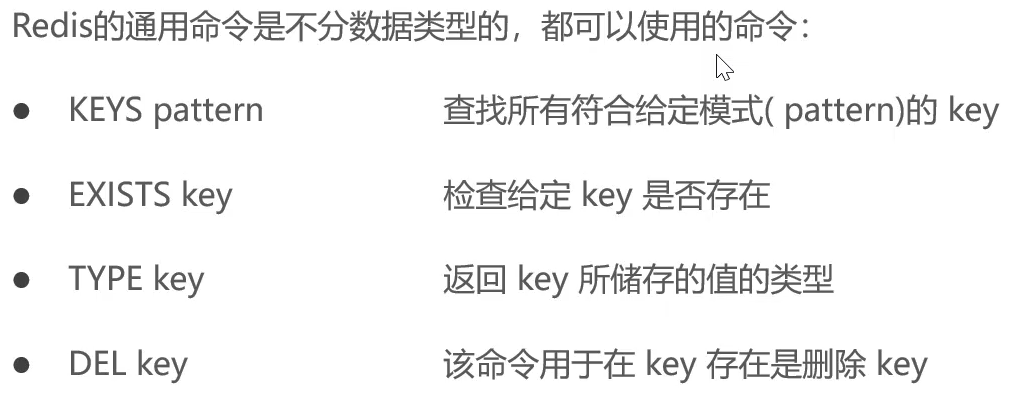 Redis的通用命令是不分数据类型的，都可以使用的命令：
● KEYS pattern 查找所有符合给定模式( pattern)的 key
● EXISTS key 检查给定 key 是否存在
● TYPE key 返回 key 所储存的值的类型
● DEL key 该命令用于在 key 存在是删除 key